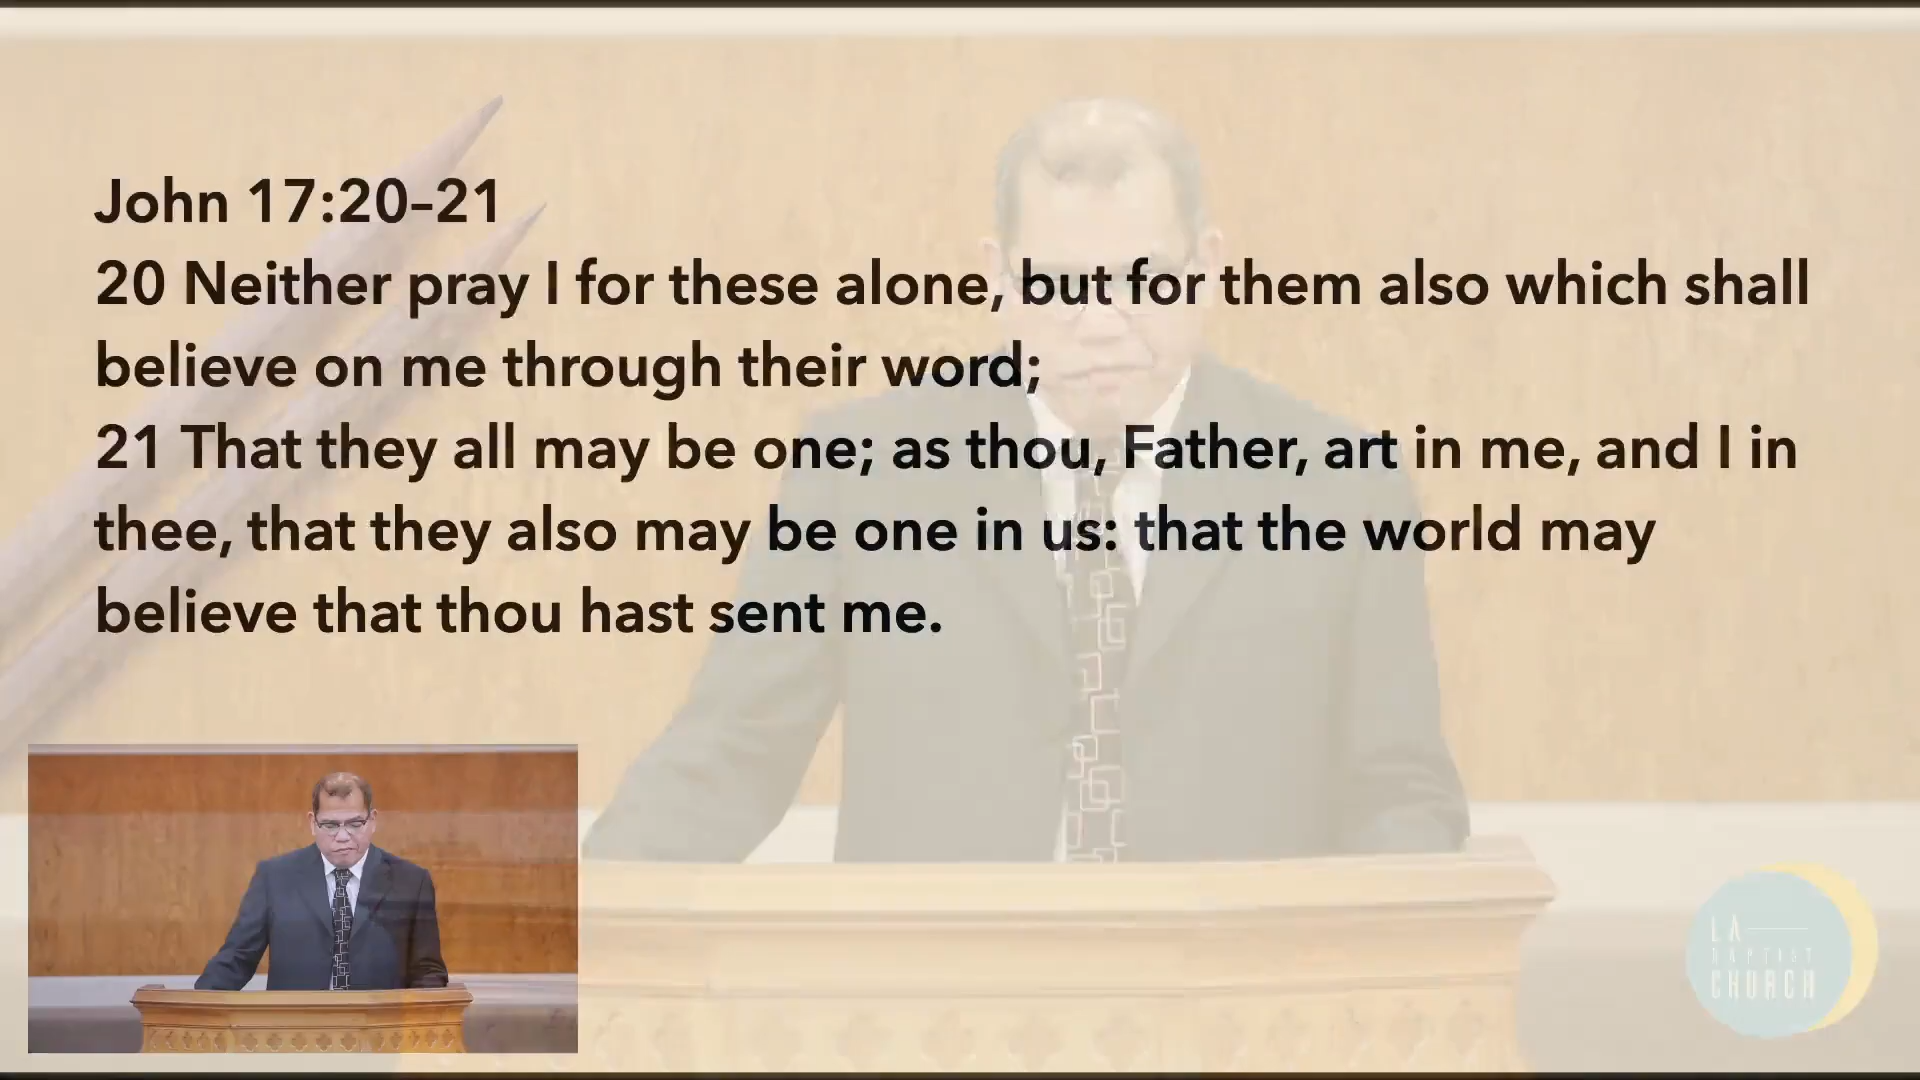 John 17:20–21
20 Neither pray I for these alone, but for them also which shall
believe on me through their word;
21 That they all may be one; as thou, Father, art in me, and I in
thee, that they also may be one in us: that the world may
believe that thou hast sent me.
LA
BAPTIST
CHURCH